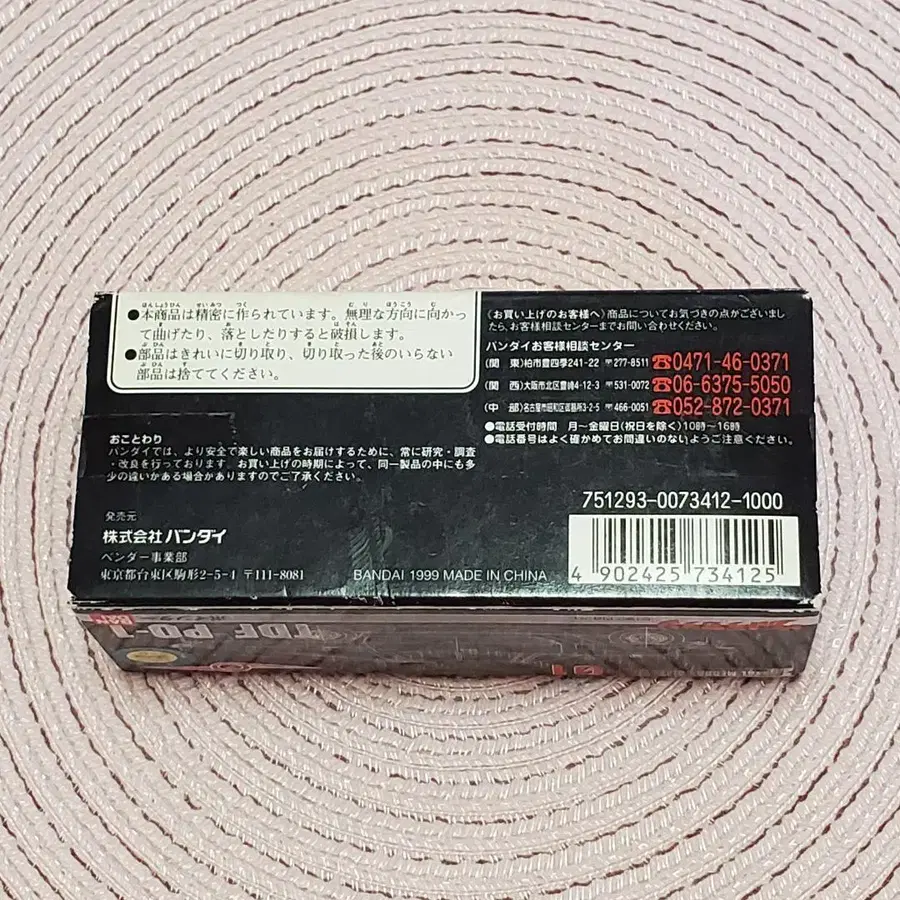 ●本商品は精密に作られています。無理な方向に向かっ
て曲げたり、落としたりすると破損します。
●部品はきれいに切り取り、切り取った後のいらない
部品は捨ててください。
おことわり
バンダイでは、より安全で楽しい商品をお届けするために、常に研究・調査
・改良を行っております。お買い上げの時期によって、同一製品の中にも多
少の違いがある場合がありますのでご了承ください。
発売元
株式会社 バンダイ
ベンダー事業部
東京都台東区駒形2-5-4 〒111-8081
BANDAI 1999 MADE IN CHINA
〈お買い上げのお客様へ〉商品についてお気づきの点がございまし
たら、お客様相談センターまでお問い合わせください。
バンダイお客様相談センター
(関 東)柏市豊四季241-22 〒277-8511 ☎0471-46-0371
(関 西)大阪市北区豊崎4-12-3 〒531-0072 ☎06-6375-5050
(中 部)名古屋市昭和区御器所3-2-5 〒466-0051 ☎052-872-0371
●電話受付時間 月～金曜日(祝日を除く)10時～16時
●電話番号はよく確かめてお間違いのないようご注意ください。
751293-0073412-1000
4 902425 734125
TDF PD-1